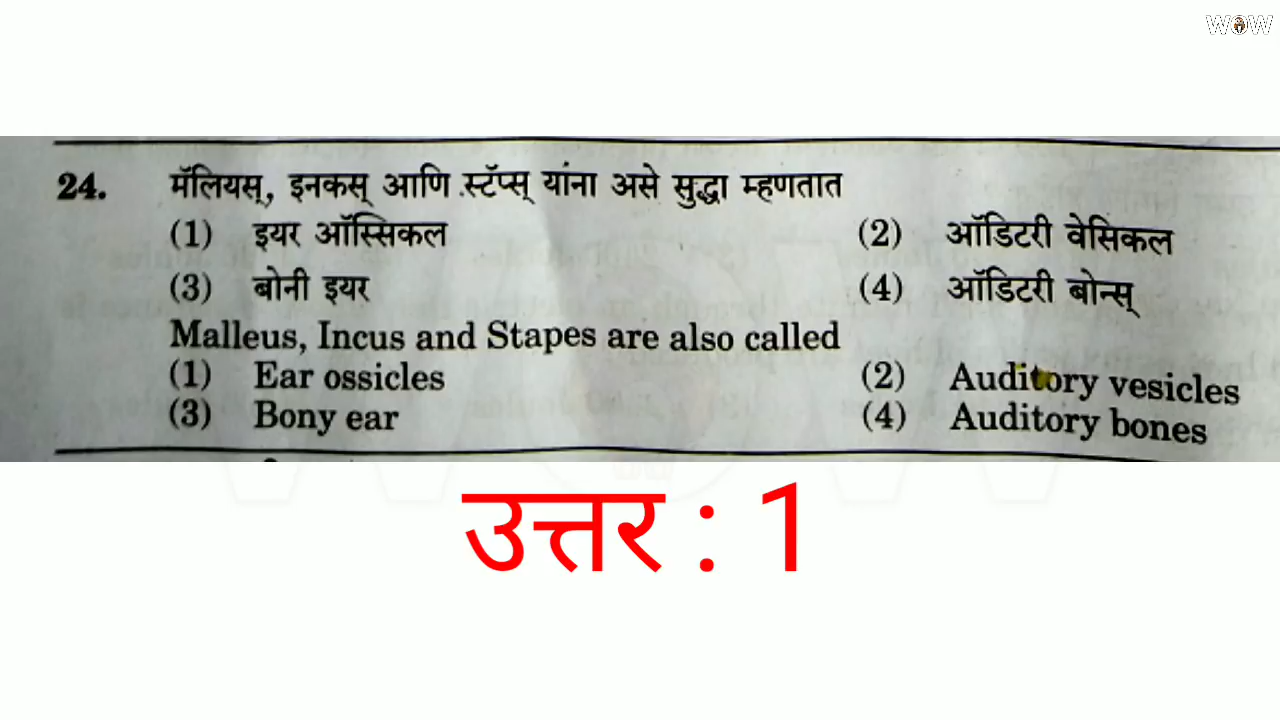 WOW
24. मॅलियस्, इनकस् आणि स्टॅप्स् यांना असे सुद्धा म्हणतात
(1) इयर ऑस्सिकल (2) ऑडिटरी वेसिकल
(3) बोनी इयर (4) ऑडिटरी बोन्स्
Malleus, Incus and Stapes are also called
(1) Ear ossicles (2) Auditory vesicles
(3) Bony ear (4) Auditory bones
उत्तर : 1